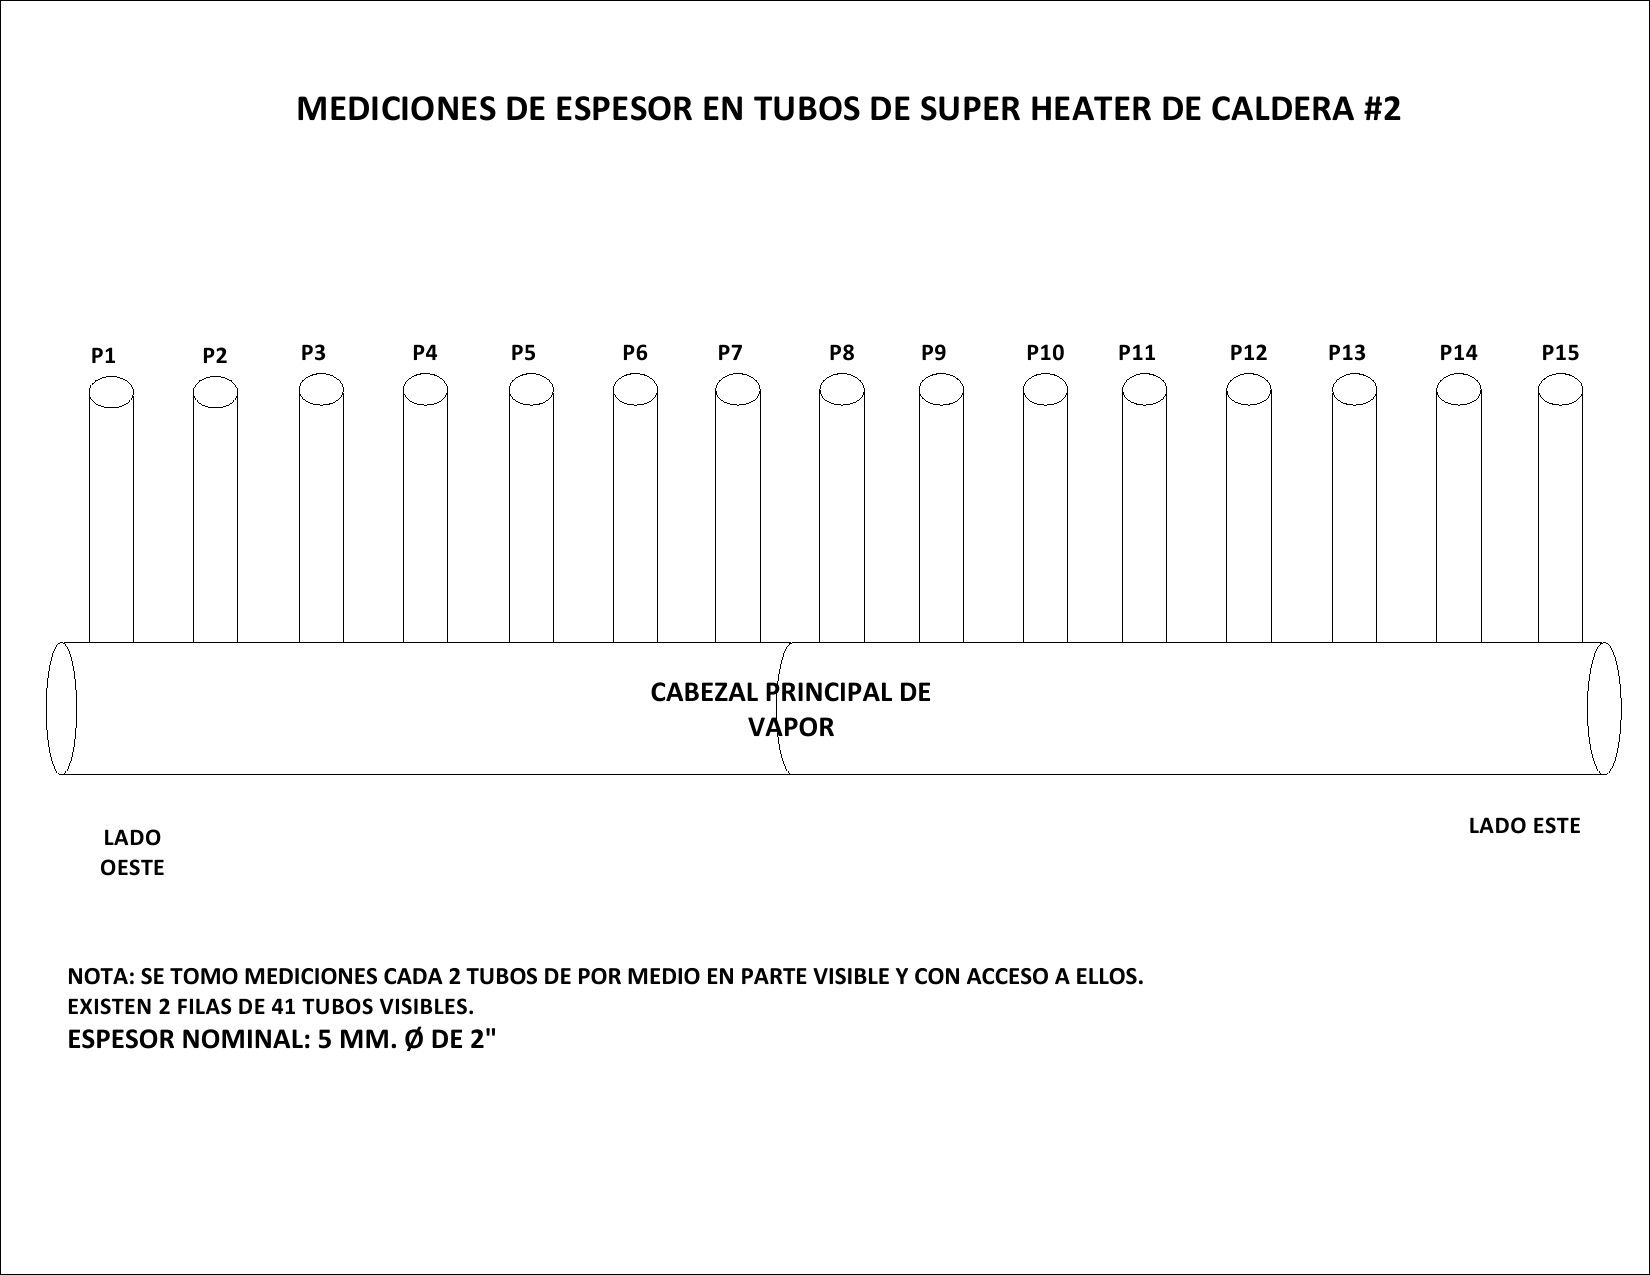 MEDICIONES DE ESPESOR EN TUBOS DE SUPER HEATER DE CALDERA #2
P1 P2 P3 P4 P5 P6 P7 P8 P9 P10 P11 P12 P13 P14 P15
CABEZAL PRINCIPAL DE
VAPOR
LADO
OESTE
LADO ESTE
NOTA: SE TOMO MEDICIONES CADA 2 TUBOS DE POR MEDIO EN PARTE VISIBLE Y CON ACCESO A ELLOS.
EXISTEN 2 FILAS DE 41 TUBOS VISIBLES.
ESPESOR NOMINAL: 5 MM. Ø DE 2"